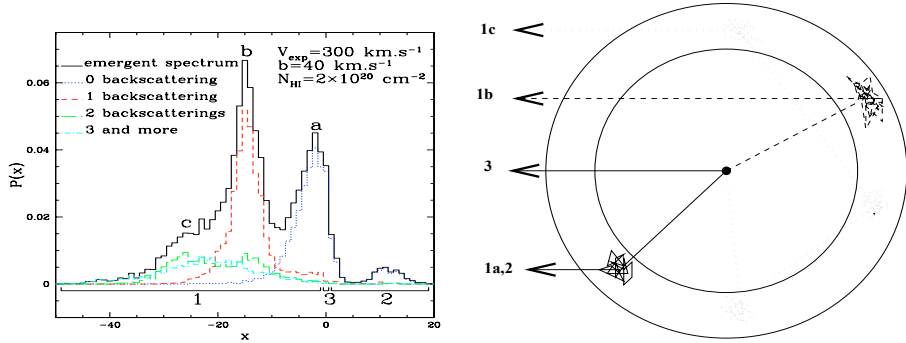 emergent spectrum
0 backscattering
1 backscattering
2 backscatterings
3 and more
V_exp=300 km.s⁻¹
b=40 km.s⁻¹
N_HI=2×10²⁰ cm⁻²
b
a
c
P(x)
0.06
0.04
0.02
0
1
3
2
−40
−20
0
20
x
1c
1b
3
1a,2